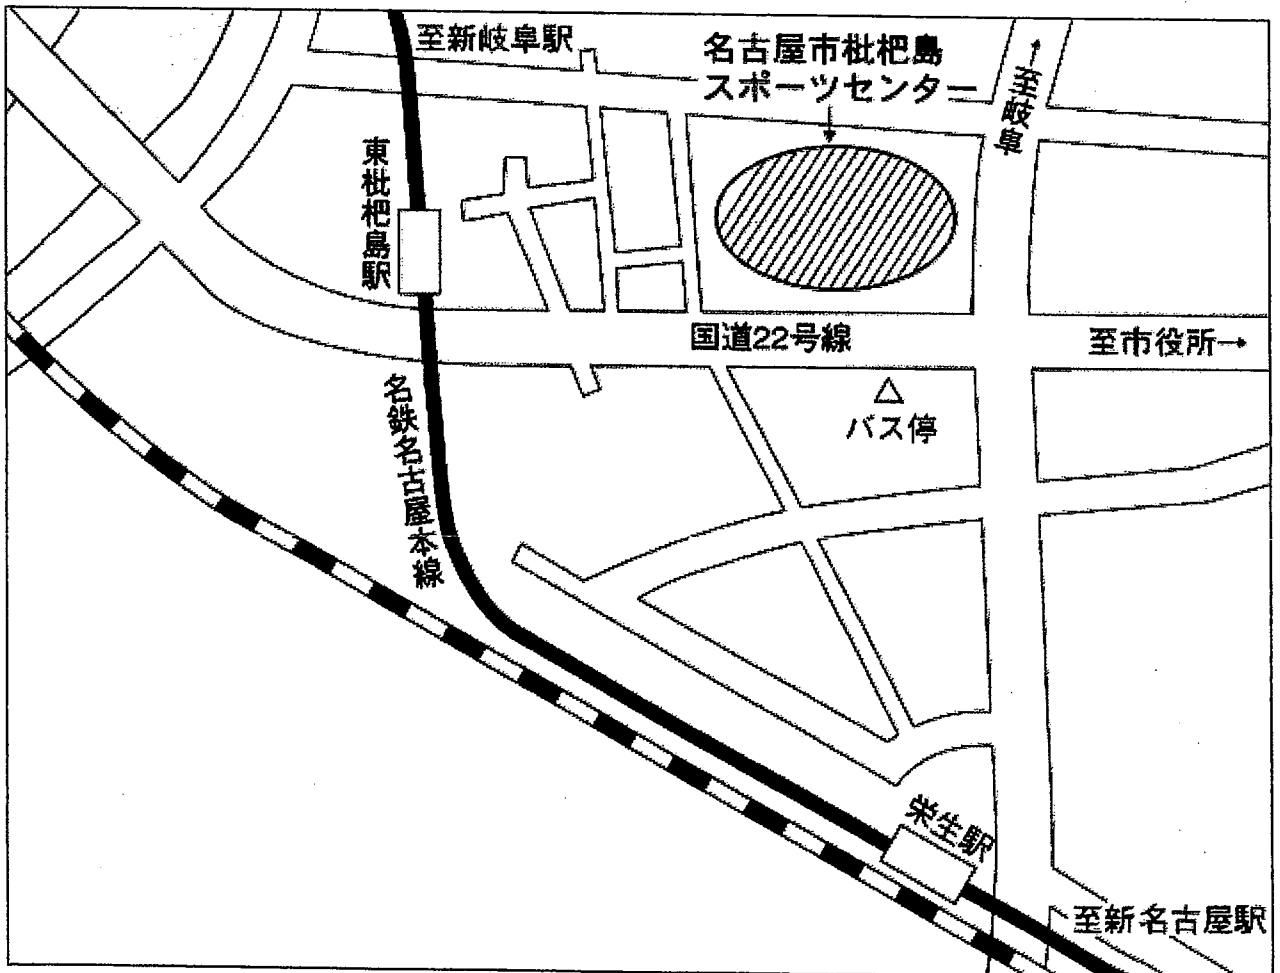 至新岐阜駅
名古屋市枇杷島
スポーツセンター
→至岐阜
東枇杷島駅
国道22号線
至市役所→
バス停
名鉄名古屋本線
栄生駅
至新名古屋駅